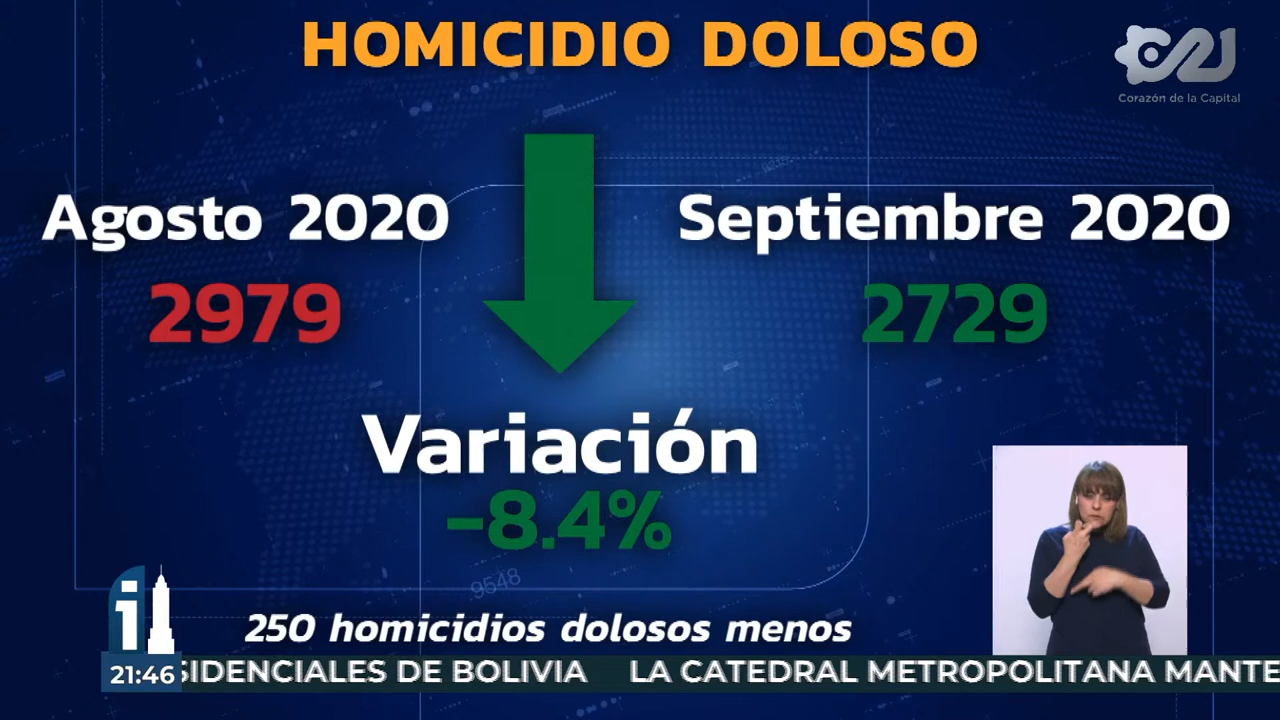 HOMICIDIO DOLOSO
C21
Corazón de la Capital
Agosto 2020
Septiembre 2020
2979
2729
Variación
-8.4%
9548
250 homicidios dolosos menos
21:46
SIDENCIALES DE BOLIVIA LA CATEDRAL METROPOLITANA MANTE